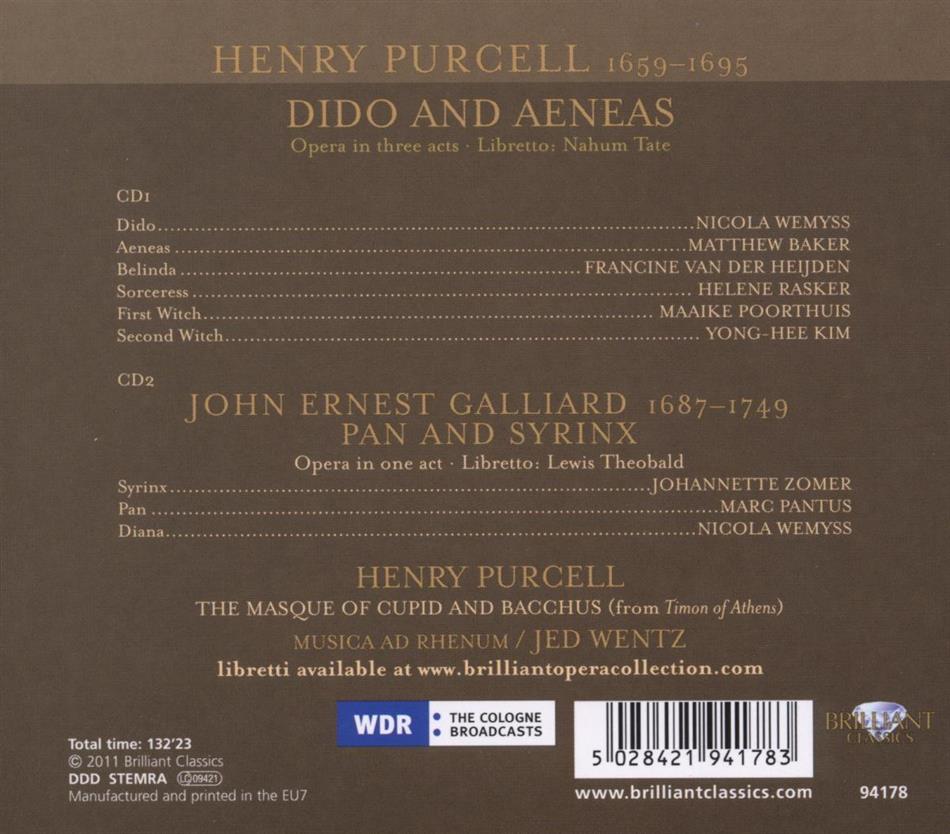 HENRY PURCELL 1659–1695
DIDO AND AENEAS
Opera in three acts · Libretto: Nahum Tate
CD1
Dido NICOLA WEMYSS
Aeneas MATTHEW BAKER
Belinda FRANCINE VAN DER HEIJDEN
Sorceress HELENE RASKER
First Witch MAAIKE POORTHUIS
Second Witch YONG-HEE KIM
CD2
JOHN ERNEST GALLIARD 1687–1749
PAN AND SYRINX
Opera in one act · Libretto: Lewis Theobald
Syrinx JOHANNETTE ZOMER
Pan MARC PANTUS
Diana NICOLA WEMYSS
HENRY PURCELL
THE MASQUE OF CUPID AND BACCHUS (from Timon of Athens)
MUSICA AD RHENUM / JED WENTZ
libretti available at www.brilliantoperacollection.com
WDR: THE COLOGNE
BROADCASTS
5 028421 941783
BRILLIANT
CLASSICS
Total time: 132'23
© 2011 Brilliant Classics
DDD STEMRA LC 09421
Manufactured and printed in the EU7
www.brilliantclassics.com
94178